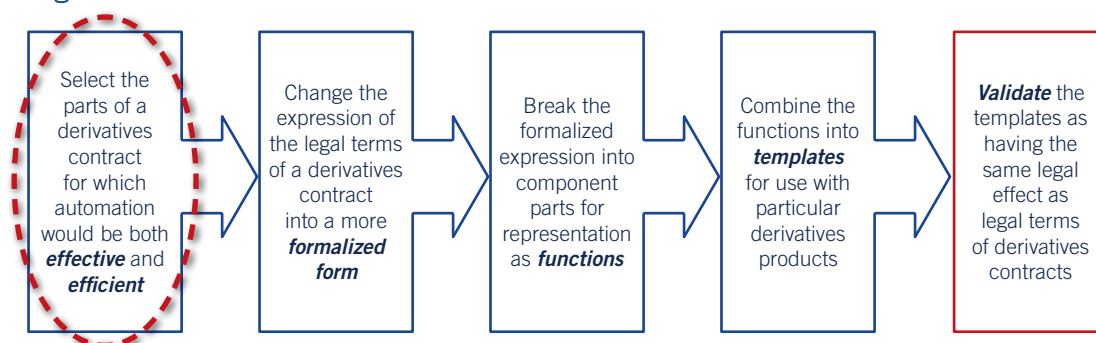 Select the
parts of a
derivatives
contract
for which
automation
would be both
effective and
efficient
Change the
expression of
the legal terms
of a derivatives
contract
into a more
formalized
form
Break the
formalized
expression into
component
parts for
representation
as functions
Combine the
functions into
templates
for use with
particular
derivatives
products
Validate the
templates as
having the
same legal
effect as
legal terms
of derivatives
contracts